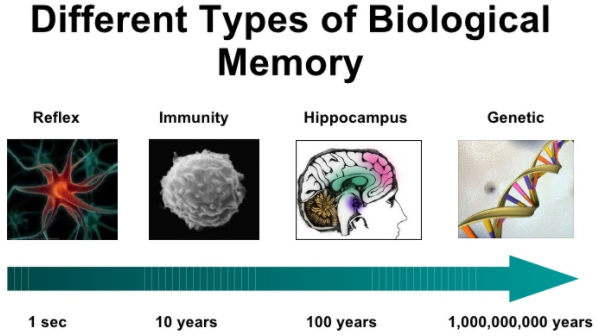 Different Types of Biological
Memory
Reflex Immunity Hippocampus Genetic
1 sec 10 years 100 years 1,000,000,000 years